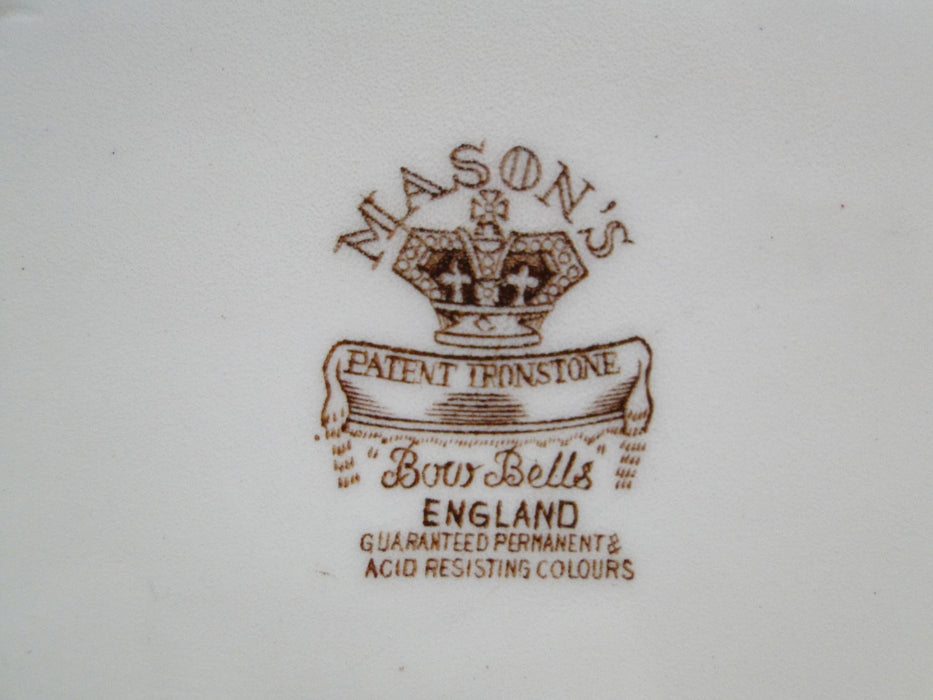 MASON'S
PATENT IRONSTONE
"Bow Bells"
ENGLAND
GUARANTEED PERMANENT &
ACID RESISTING COLOURS